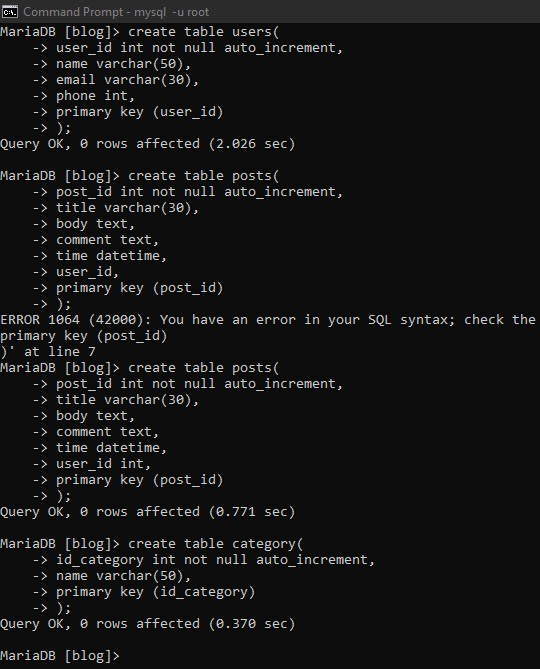 Command Prompt - mysql -u root
MariaDB [blog]> create table users(
-> user_id int not null auto_increment,
-> name varchar(50),
-> email varchar(30),
-> phone int,
-> primary key (user_id)
-> );
Query OK, 0 rows affected (2.026 sec)
MariaDB [blog]> create table posts(
-> post_id int not null auto_increment,
-> title varchar(30),
-> body text,
-> comment text,
-> time datetime,
-> user_id,
-> primary key (post_id)
-> );
ERROR 1064 (42000): You have an error in your SQL syntax; check the
primary key (post_id)
)' at line 7
MariaDB [blog]> create table posts(
-> post_id int not null auto_increment,
-> title varchar(30),
-> body text,
-> comment text,
-> time datetime,
-> user_id int,
-> primary key (post_id)
-> );
Query OK, 0 rows affected (0.771 sec)
MariaDB [blog]> create table category(
-> id_category int not null auto_increment,
-> name varchar(50),
-> primary key (id_category)
-> );
Query OK, 0 rows affected (0.370 sec)
MariaDB [blog]>